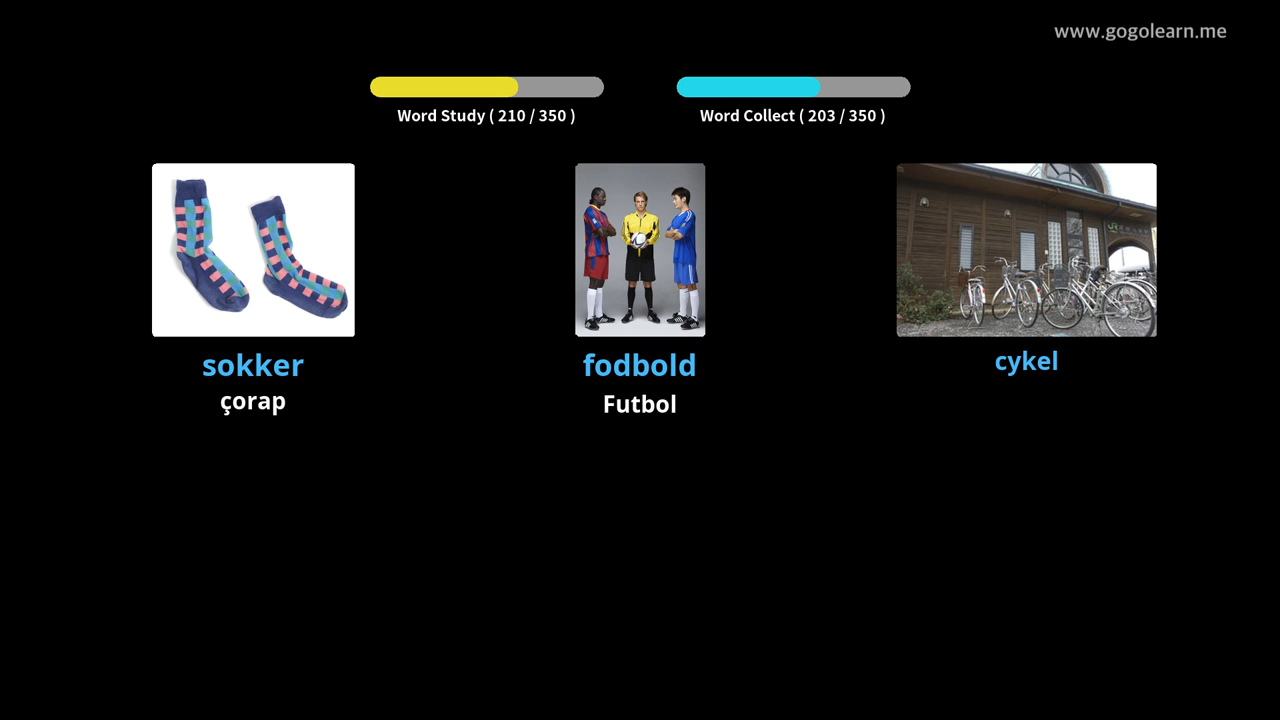 www.gogolearn.me
Word Study ( 210 / 350 )
Word Collect ( 203 / 350 )
sokker
fodbold
cykel
çorap
Futbol